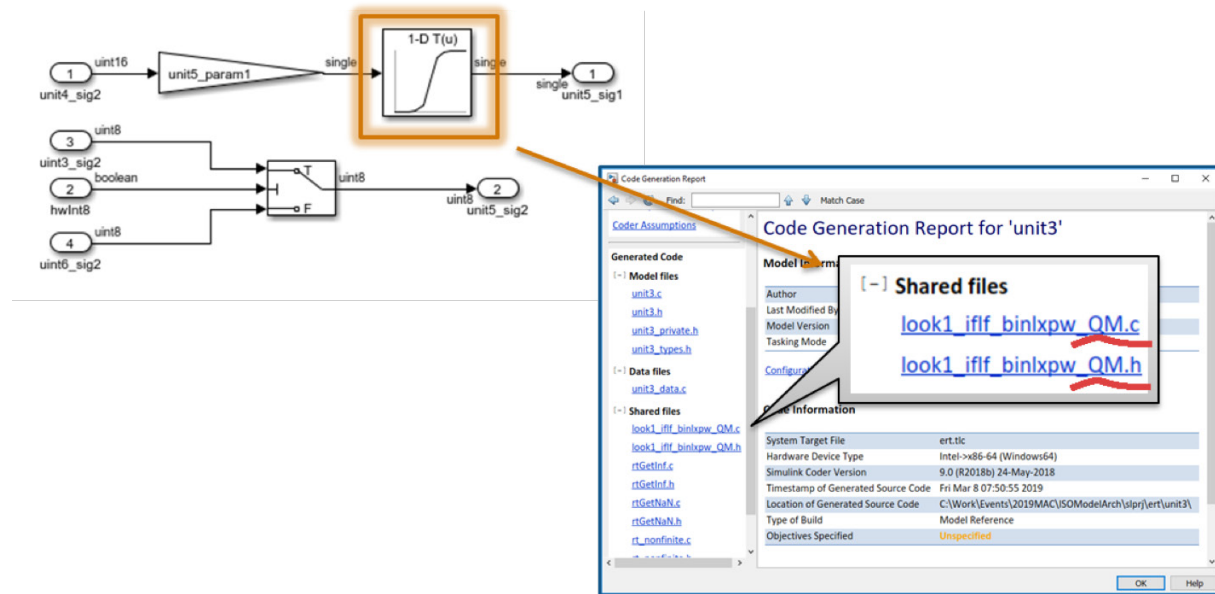 1-D T(u)
uint16
single
single
1
unit5_param1
single
1
unit4_sig2
unit5_sig1
3
uint8
uint3_sig2
T
boolean
uint8
2
uint8
2
hwInt8
unit5_sig2
F
4
uint8
uint6_sig2
Code Generation Report
Find:
Match Case
Coder Assumptions
Generated Code
[-] Model files
unit3.c
unit3.h
unit3_private.h
unit3_types.h
[-] Data files
unit3_data.c
[-] Shared files
look1_iflf_binlxpw_QM.c
look1_iflf_binlxpw_QM.h
rtGetInf.c
rtGetInf.h
rtGetNaN.c
rtGetNaN.h
rt_nonfinite.c
Code Generation Report for 'unit3'
Author
Last Modified By
Model Version
Tasking Mode
[-] Shared files
look1_iflf_binlxpw_QM.c
look1_iflf_binlxpw_QM.h
Information
System Target File ert.tlc
Hardware Device Type Intel->x86-64 (Windows64)
Simulink Coder Version 9.0 (R2018b) 24-May-2018
Timestamp of Generated Source Code Fri Mar 8 07:50:55 2019
Location of Generated Source Code C:\Work\Events\2019MAC\ISOModelArch\slprj\ert\unit3\
Type of Build Model Reference
Objectives Specified Unspecified
OK Help